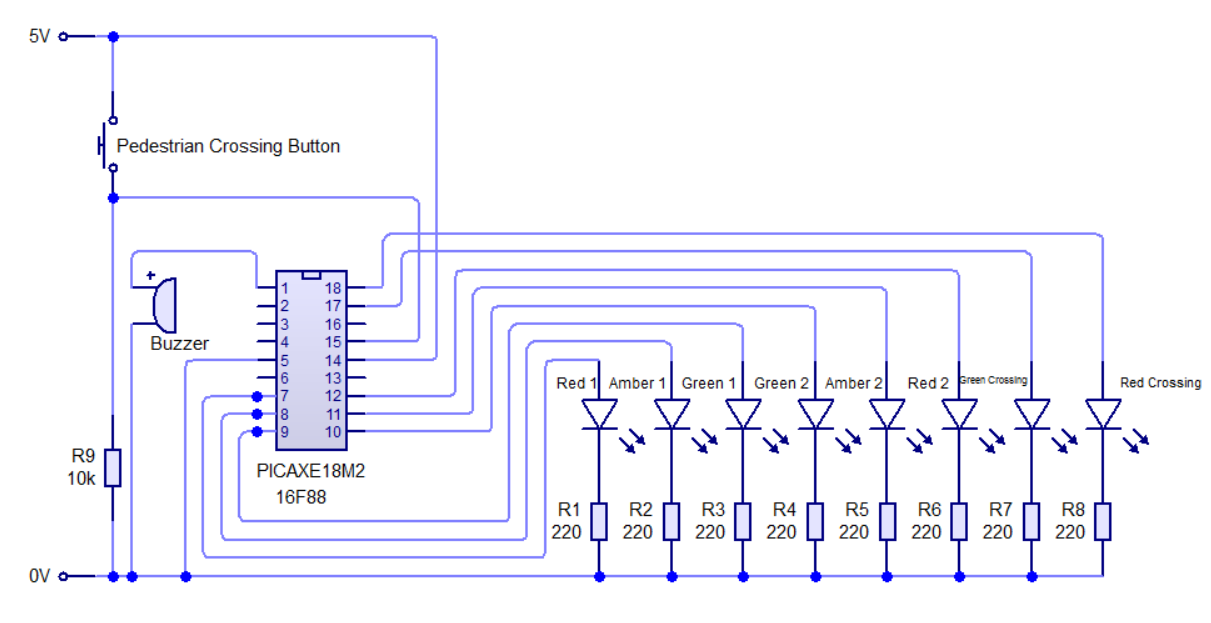 5V
Pedestrian Crossing Button
+
Buzzer
1 18
2 17
3 16
4 15
5 14
6 13
7 12
8 11
9 10
PICAXE18M2
16F88
Red 1 Amber 1 Green 1 Green 2 Amber 2 Red 2 Green Crossing Red Crossing
R9
10k
R1 R2 R3 R4 R5 R6 R7 R8
220 220 220 220 220 220 220 220
0V